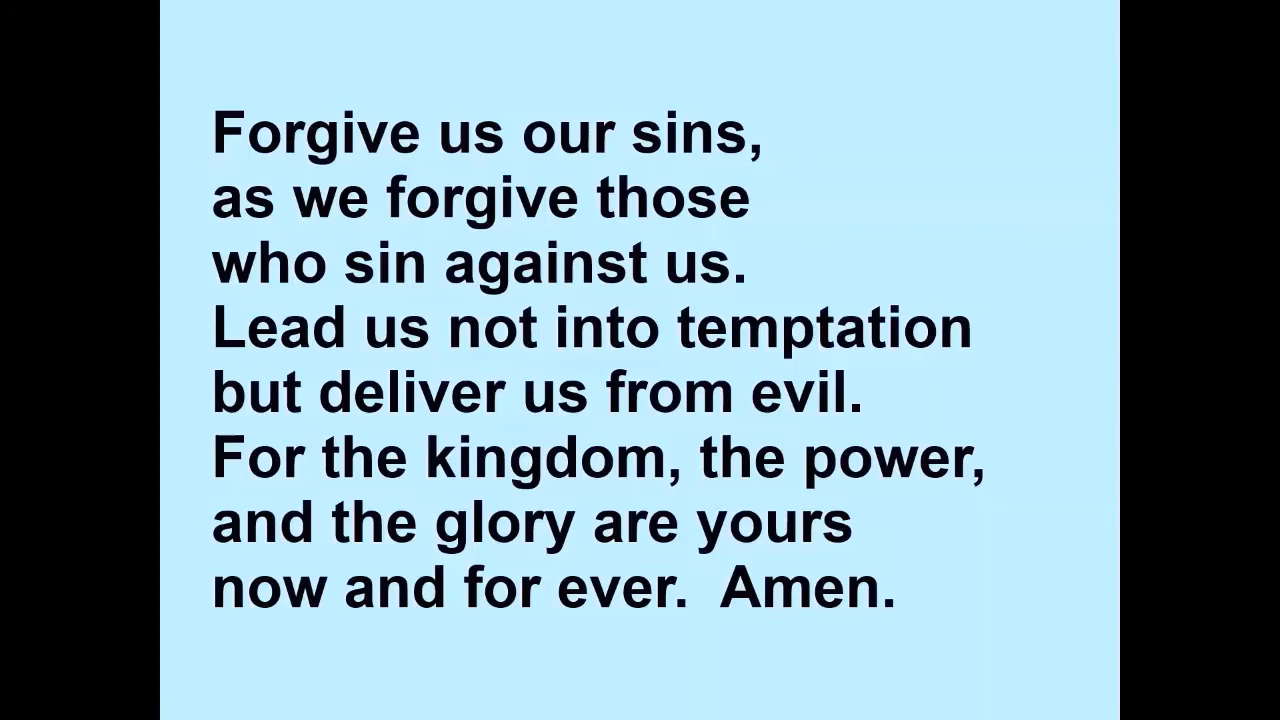 Forgive us our sins,
as we forgive those
who sin against us.
Lead us not into temptation
but deliver us from evil.
For the kingdom, the power,
and the glory are yours
now and for ever.  Amen.